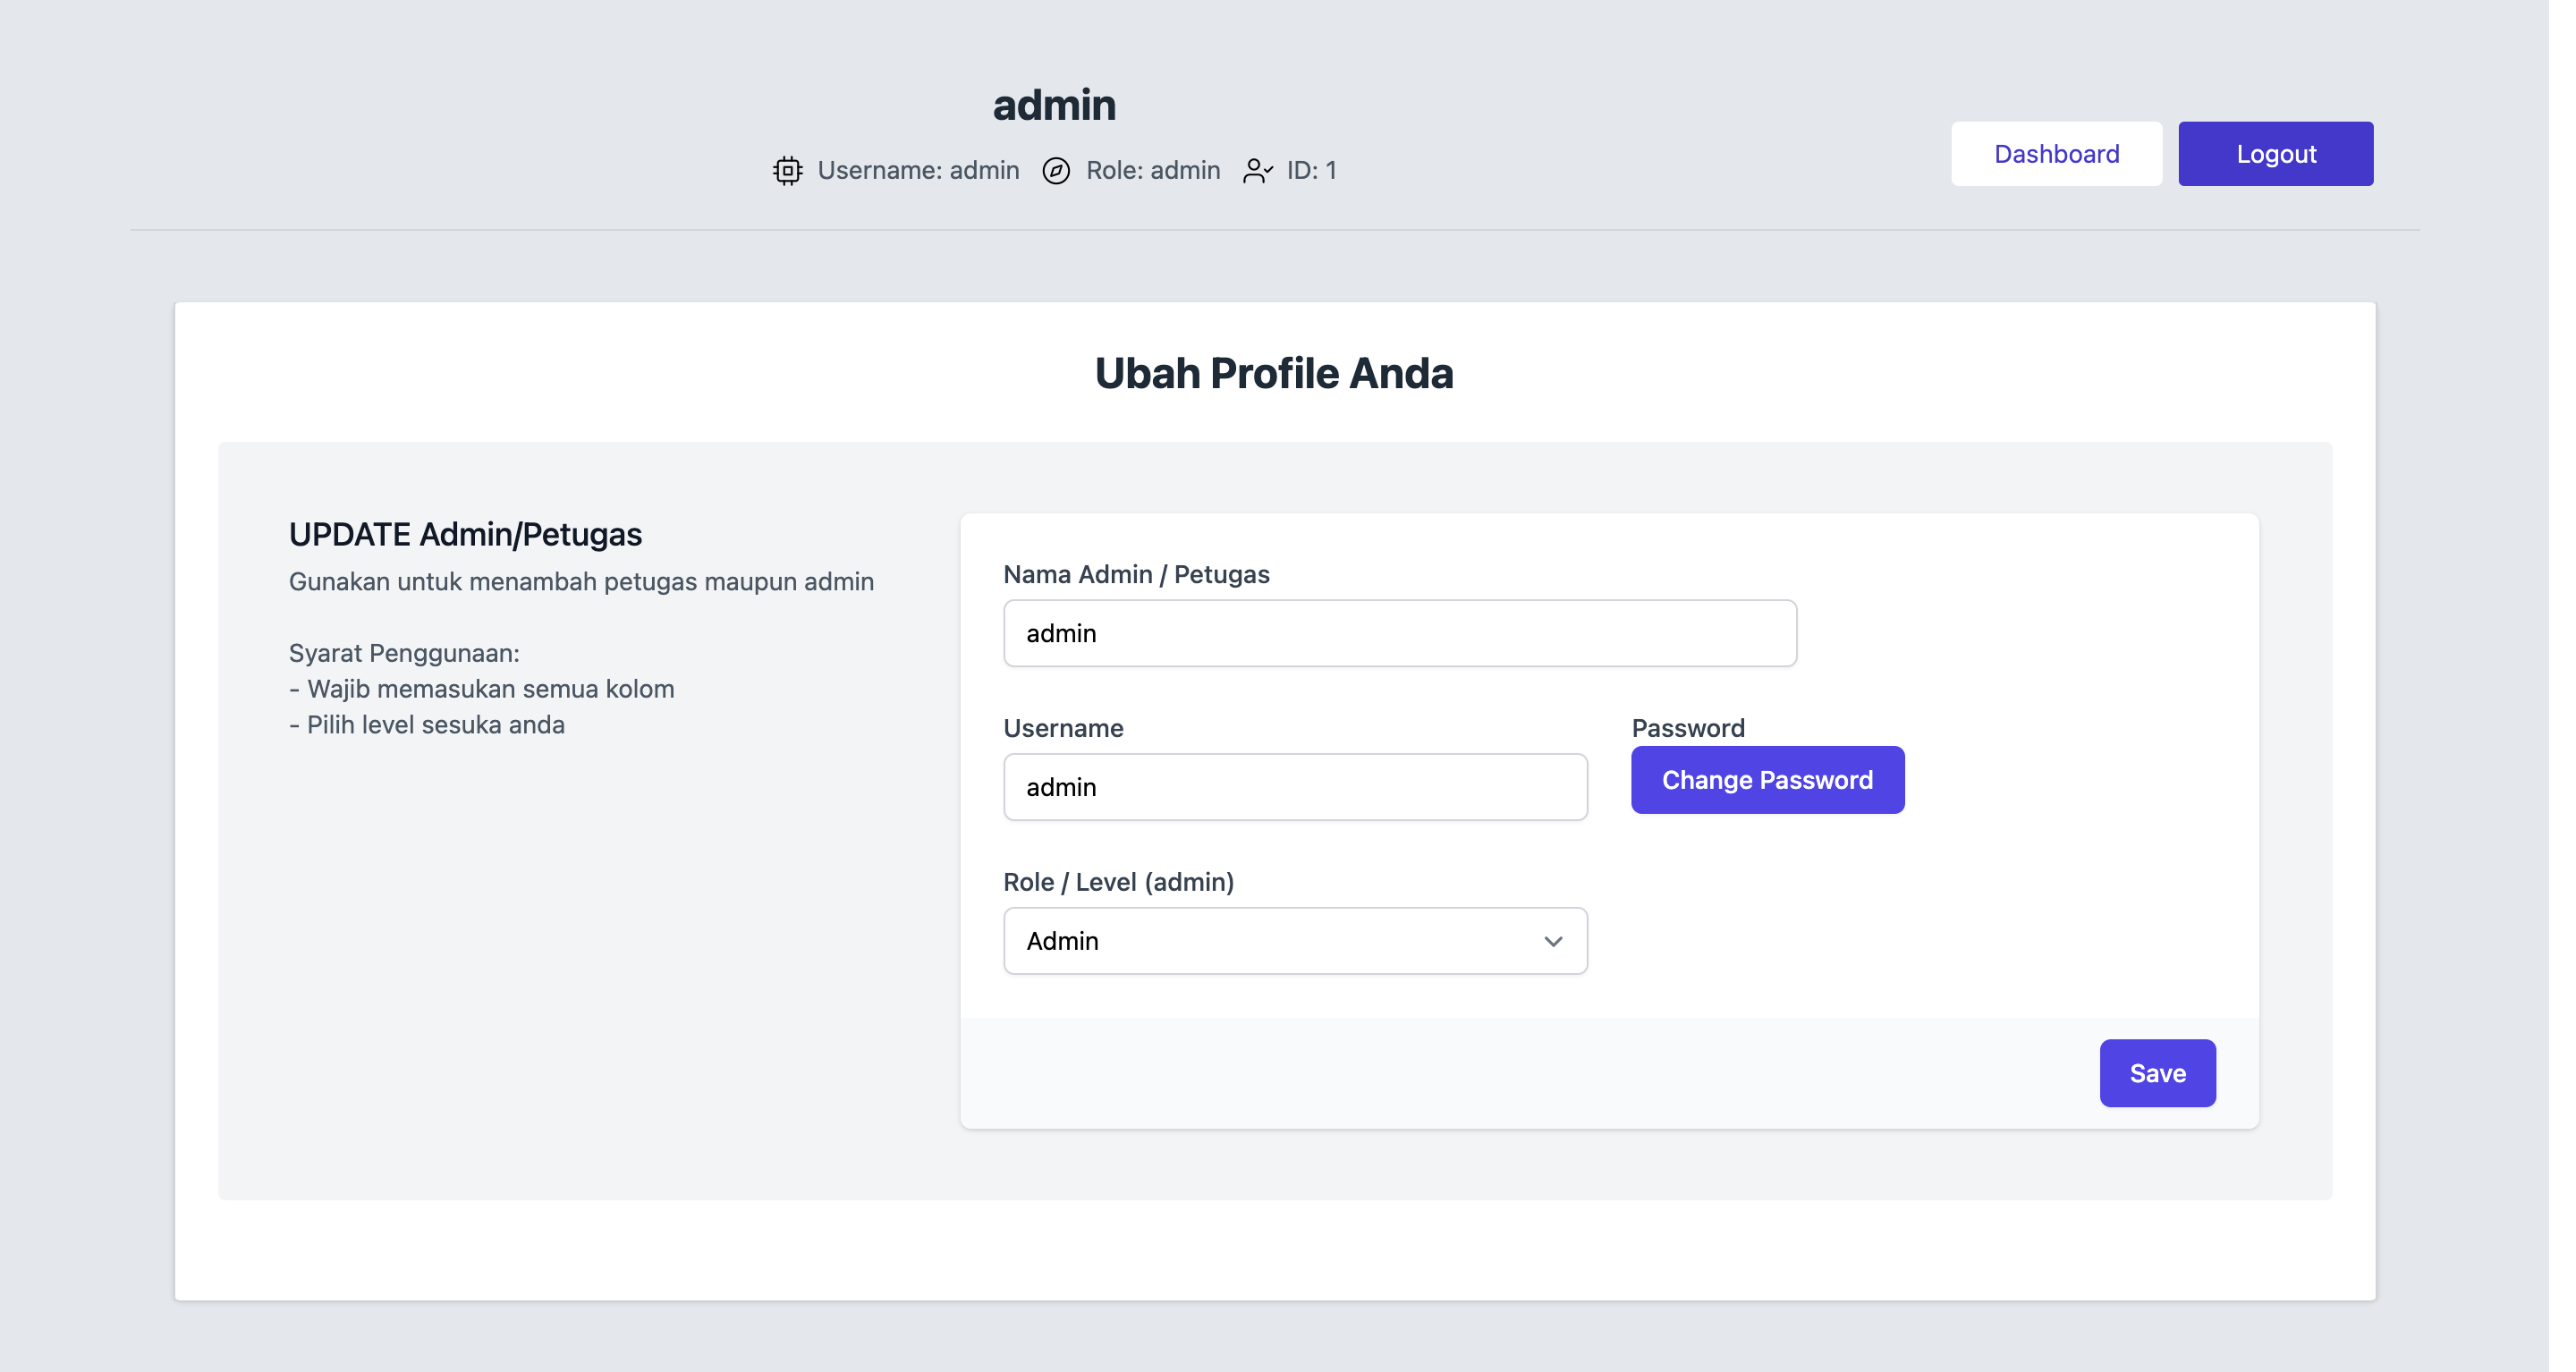 admin
Username: admin Role: admin ID: 1
Dashboard Logout
Ubah Profile Anda
UPDATE Admin/Petugas
Gunakan untuk menambah petugas maupun admin
Syarat Penggunaan:
- Wajib memasukan semua kolom
- Pilih level sesuka anda
Nama Admin / Petugas
admin
Username
admin
Password
Change Password
Role / Level (admin)
Admin
Save